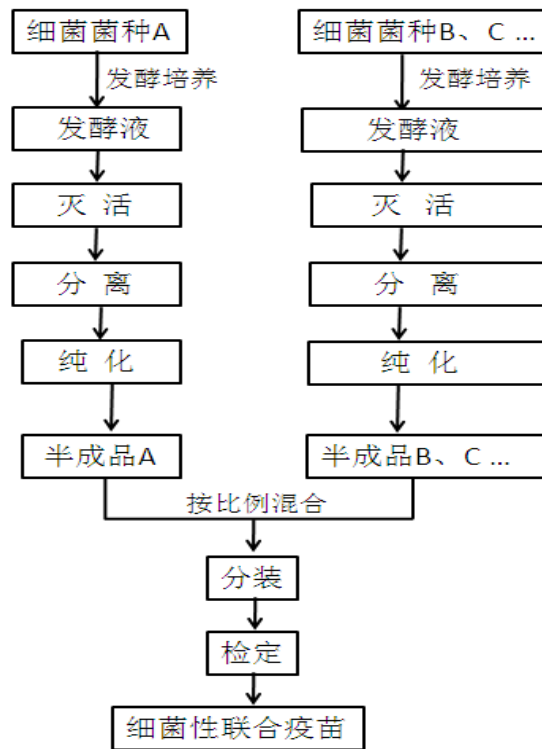 细菌菌种A
细菌菌种B、C ...
发酵培养
发酵培养
发酵液
发酵液
灭 活
灭 活
分 离
分 离
纯 化
纯 化
半成品A
半成品B、C ...
按比例混合
分装
检定
细菌性联合疫苗